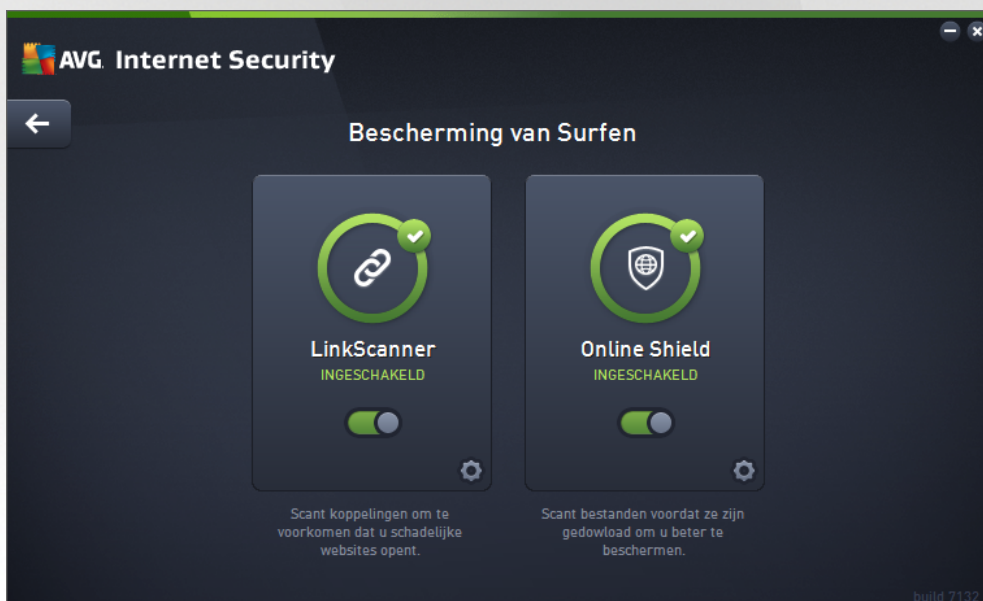 AVG. Internet Security
Bescherming van Surfen
LinkScanner
INGESCHAKELD
Scant koppelingen om te
voorkomen dat u schadelijke
websites opent.
Online Shield
INGESCHAKELD
Scant bestanden voordat ze zijn
gedowload om u beter te
beschermen.
build 7132